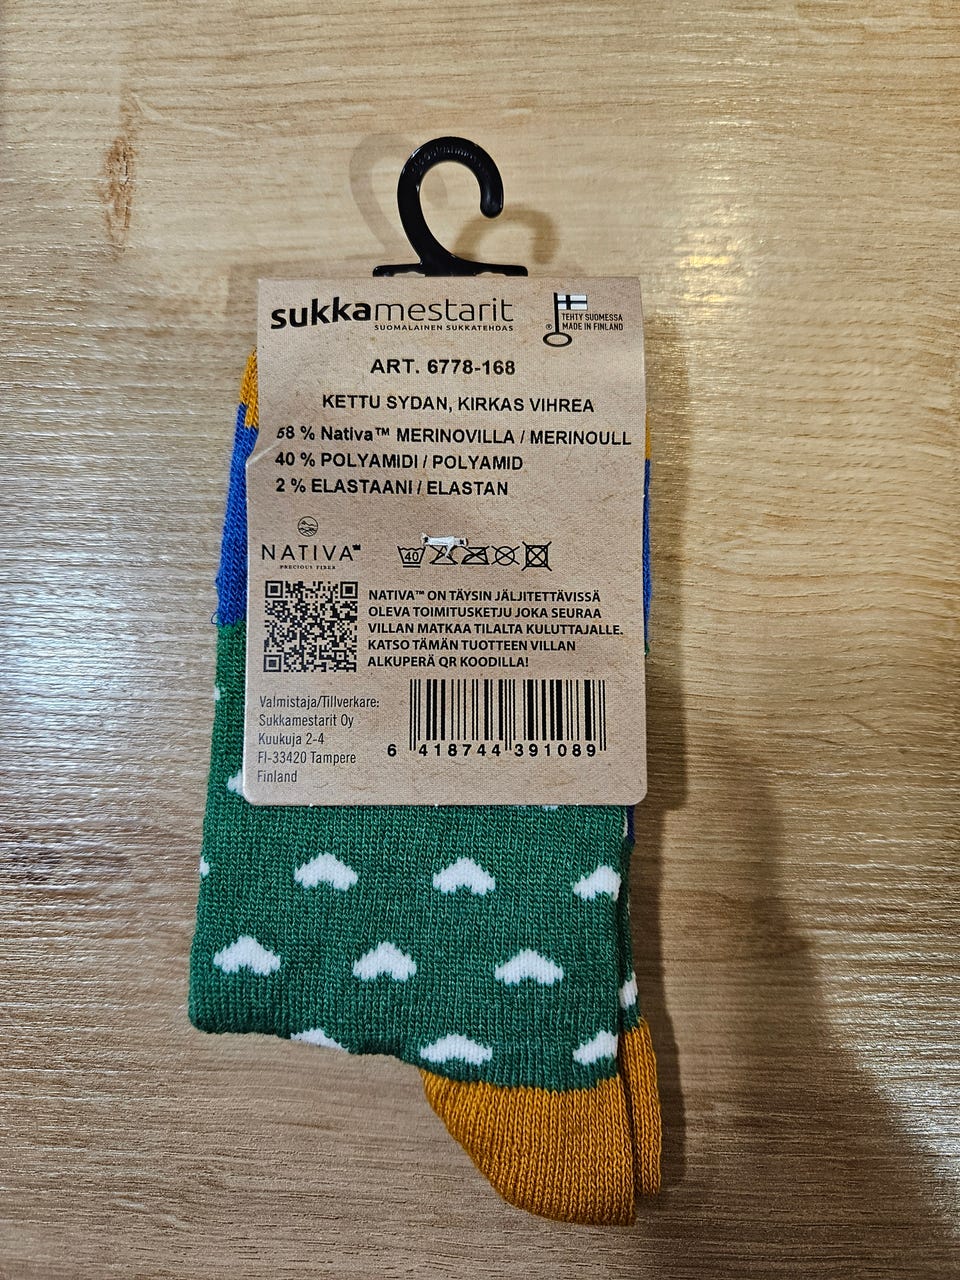 sukkamestarit
SUOMALAINEN SUKKATEHDAS
TEHTY SUOMESSA
MADE IN FINLAND
®
ART. 6778-168
KETTU SYDAN, KIRKAS VIHREA
58 % Nativa™ MERINOVILLA / MERINOULL
40 % POLYAMIDI / POLYAMID
2 % ELASTAANI / ELASTAN
NATIVA™
PRECIOUS FIBER
40
NATIVA™ ON TÄYSIN JÄLJITETTÄVISSÄ
OLEVA TOIMITUSKETJU JOKA SEURAA
VILLAN MATKAA TILALTA KULUTTAJALLE.
KATSO TÄMÄN TUOTTEEN VILLAN
ALKUPERÄ QR KOODILLA!
Valmistaja/Tillverkare:
Sukkamestarit Oy
Kuukuja 2-4
FI-33420 Tampere
Finland
6 418744 391089